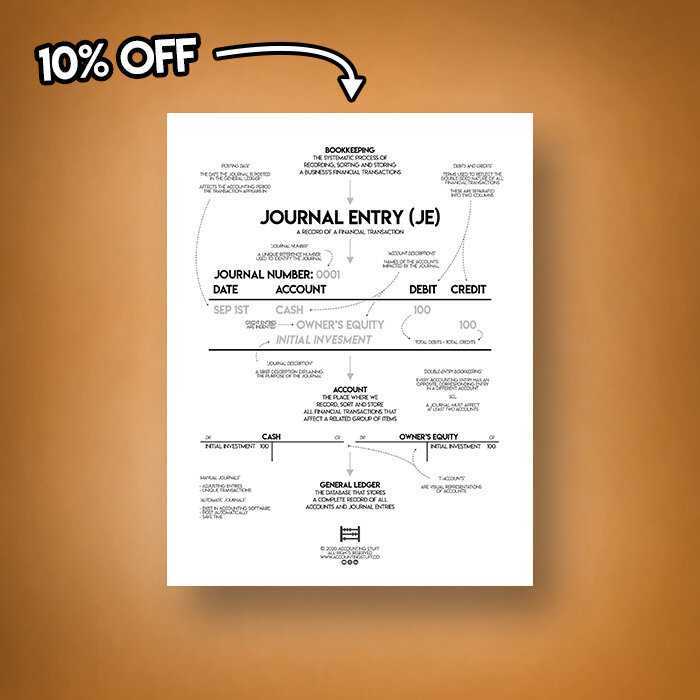 10% OFF
BOOKKEEPING
THE SYSTEMATIC PROCESS OF
RECORDING, SORTING AND STORING
A BUSINESS'S FINANCIAL TRANSACTIONS
"POSTING DATE"
THE DATE THE JOURNAL IS POSTED
IN THE GENERAL LEDGER
AFFECTS THE ACCOUNTING PERIOD
THE TRANSACTION APPEARS IN
"DEBITS AND CREDITS"
TERMS USED TO REFLECT THE
DOUBLE-SIDED NATURE OF ALL
FINANCIAL TRANSACTIONS
THESE ARE SEPARATED
INTO TWO COLUMNS
JOURNAL ENTRY (JE)
A RECORD OF A FINANCIAL TRANSACTION
"JOURNAL NUMBER"
A UNIQUE REFERENCE NUMBER
USED TO IDENTIFY THE JOURNAL
"ACCOUNT DESCRIPTIONS"
NAMES OF THE ACCOUNTS
IMPACTED BY THE JOURNAL
JOURNAL NUMBER: 0001
DATE ACCOUNT DEBIT CREDIT
SEP 1ST CASH 100
CREDIT ENTRIES
ARE INDENTED
OWNER'S EQUITY 100
INITIAL INVESMENT
TOTAL DEBITS = TOTAL CREDITS
"JOURNAL DESCRIPTION"
A BRIEF DESCRIPTION EXPLAINING
THE PURPOSE OF THE JOURNAL
"DOUBLE-ENTRY BOOKKEEPING"
EVERY ACCOUNTING ENTRY HAS AN
OPPOSITE, CORRESPONDING ENTRY
IN A DIFFERENT ACCOUNT
SO...
A JOURNAL MUST AFFECT
AT LEAST TWO ACCOUNTS
ACCOUNT
THE PLACE WHERE WE
RECORD, SORT AND STORE
ALL FINANCIAL TRANSACTIONS THAT
AFFECT A RELATED GROUP OF ITEMS
DR CASH CR
INITIAL INVESTMENT 100
DR OWNER'S EQUITY CR
INITIAL INVESTMENT 100
"MANUAL JOURNALS"
- ADJUSTING ENTRIES
- UNIQUE TRANSACTIONS
"AUTOMATIC JOURNALS"
- EXIST IN ACCOUNTING SOFTWARE
- POST AUTOMATICALLY
- SAVE TIME
"T-ACCOUNTS"
ARE VISUAL REPRESENTATIONS
OF ACCOUNTS
GENERAL LEDGER
THE DATABASE THAT STORES
A COMPLETE RECORD OF ALL
ACCOUNTS AND JOURNAL ENTRIES
© 2020 ACCOUNTING STUFF
ALL RIGHTS RESERVED
WWW.ACCOUNTINGSTUFF.CO